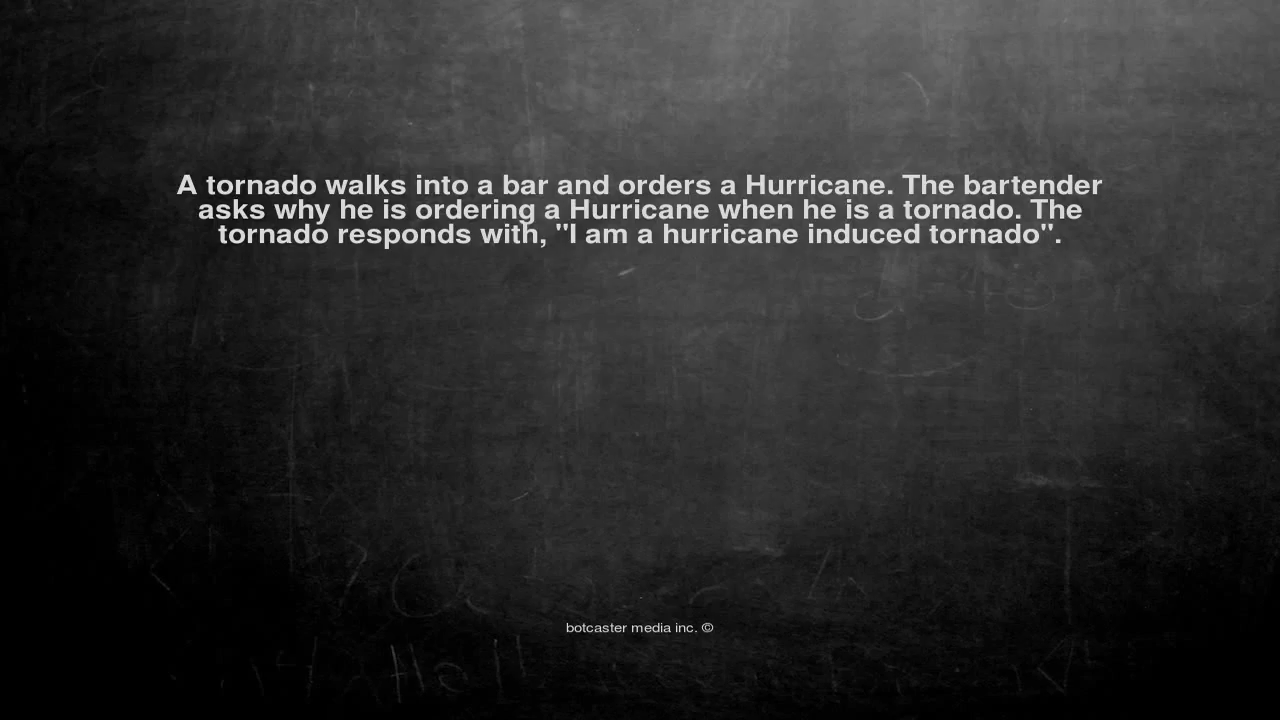 A tornado walks into a bar and orders a Hurricane. The bartender
asks why he is ordering a Hurricane when he is a tornado. The
tornado responds with, "I am a hurricane induced tornado".
botcaster media inc. ©